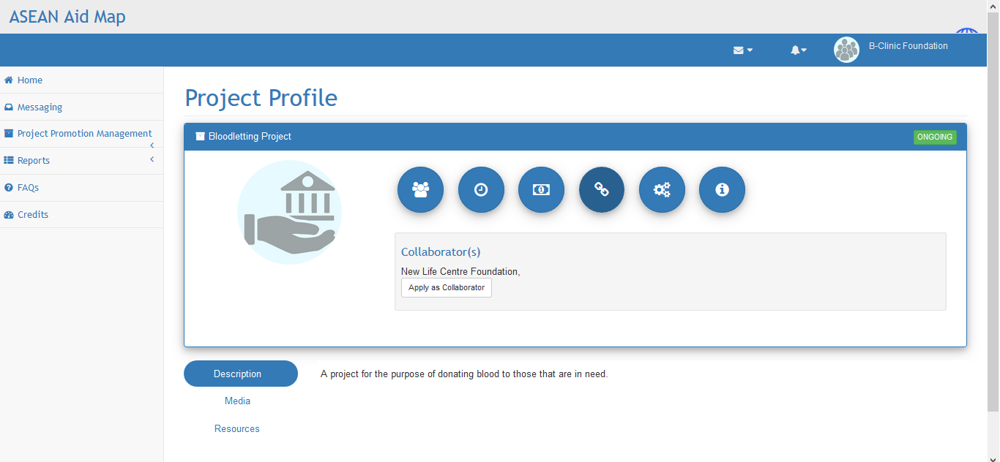 ASEAN Aid Map
B-Clinic Foundation
Home
Messaging
Project Promotion Management
Reports
FAQs
Credits
Project Profile
Bloodletting Project
ONGOING
Collaborator(s)
New Life Centre Foundation,
Apply as Collaborator
Description
A project for the purpose of donating blood to those that are in need.
Media
Resources